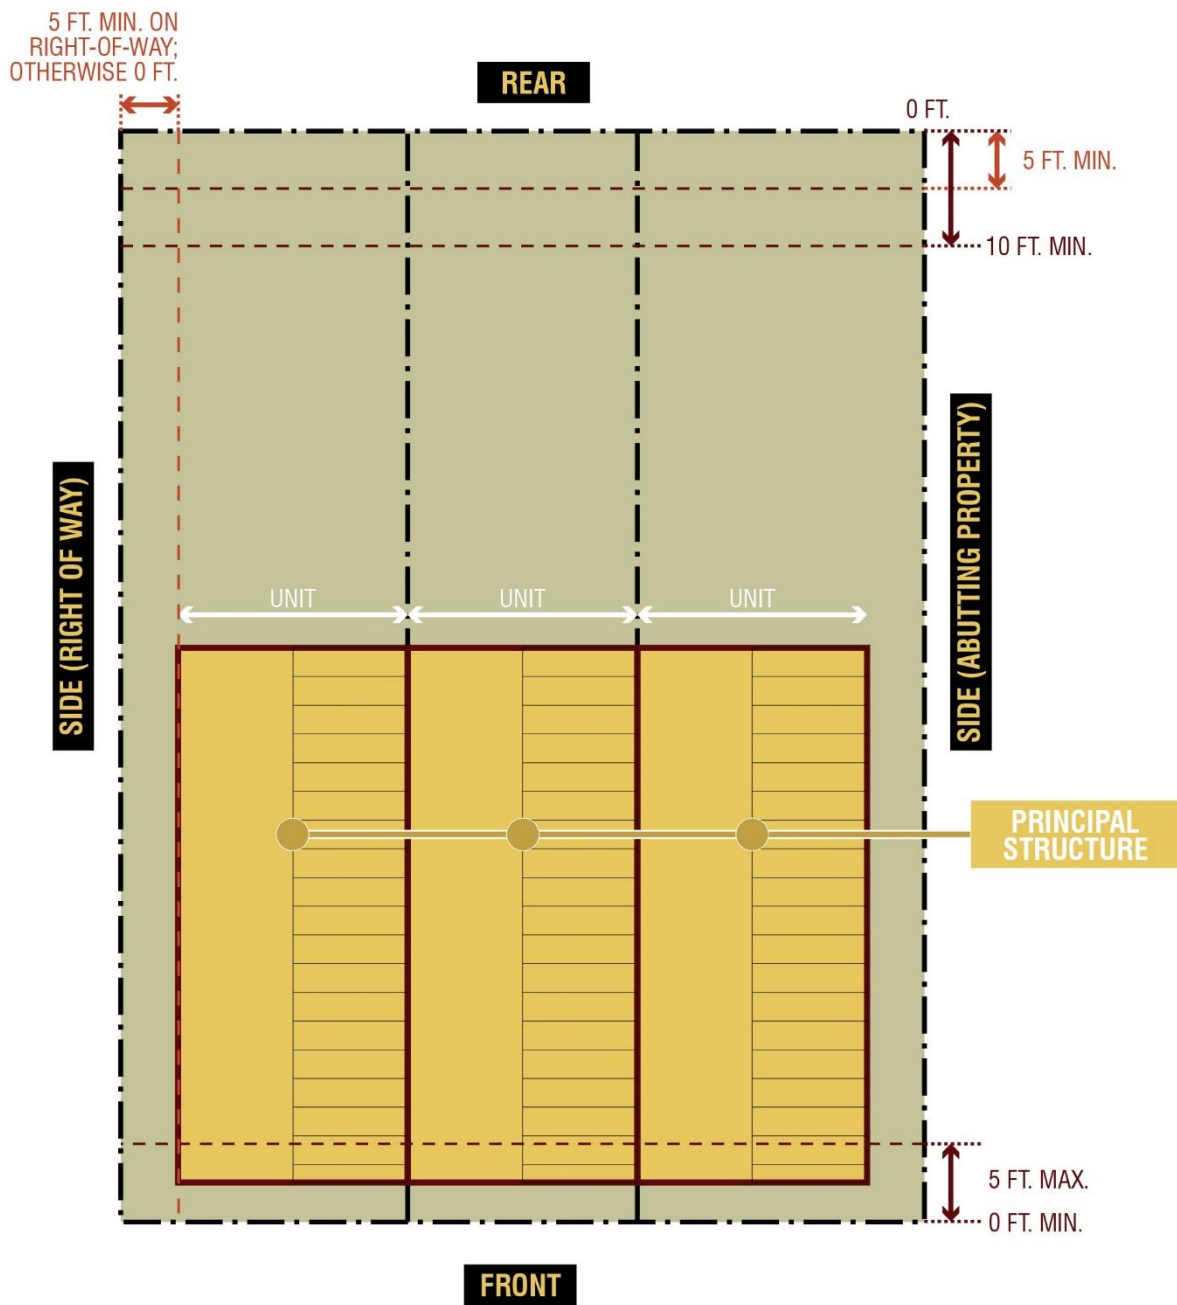 5 FT. MIN. ON
RIGHT-OF-WAY;
OTHERWISE 0 FT.
REAR
0 FT.
5 FT. MIN.
10 FT. MIN.
SIDE (RIGHT OF WAY)
SIDE (ABUTTING PROPERTY)
UNIT
UNIT
UNIT
PRINCIPAL
STRUCTURE
5 FT. MAX.
0 FT. MIN.
FRONT